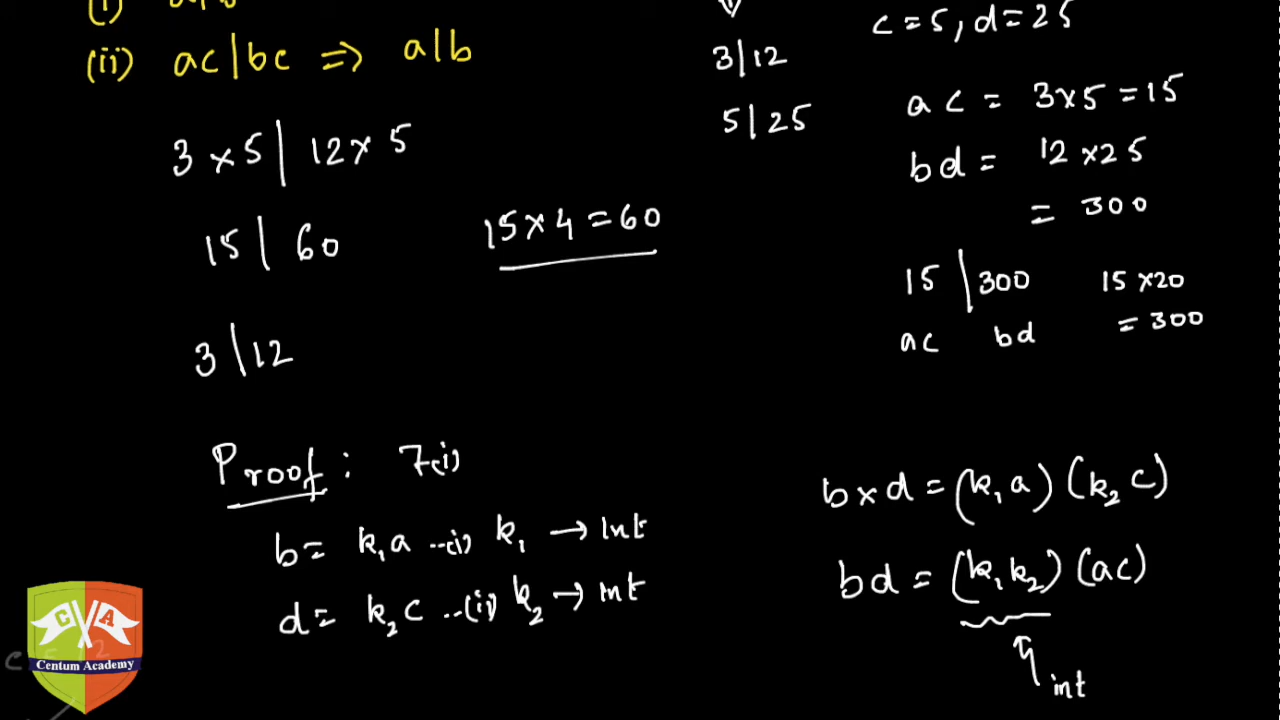 (i)
(ii) ac|bc ⇒ a|b
3 × 5 | 12 × 5
15 | 60
15 × 4 = 60
3 | 12
3|12
5|25
c = 5, d = 25
ac = 3×5 = 15
bd = 12 × 25
= 300
15 | 300 15 × 20
ac bd = 300
Proof: 7(i)
b = k₁a ...(i) k₁ → Int
d = k₂c ...(i) k₂ → Int
b × d = (k₁a)(k₂c)
bd = (k₁k₂)(ac)
int
CA
Centum Academy